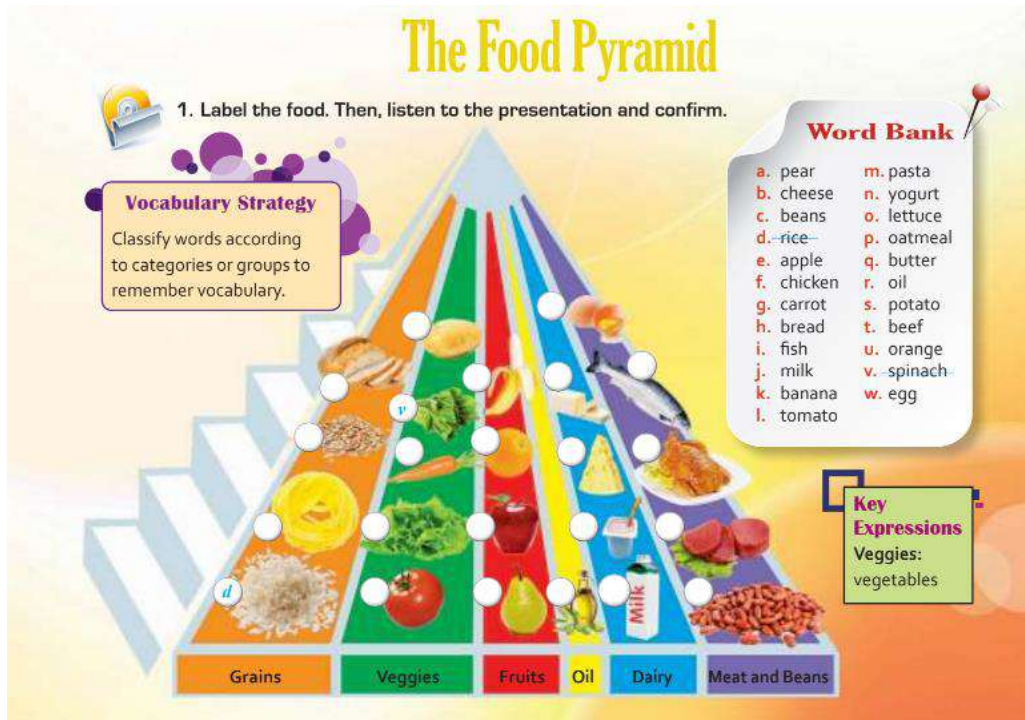 The Food Pyramid
1. Label the food. Then, listen to the presentation and confirm.
Vocabulary Strategy
Classify words according
to categories or groups to
remember vocabulary.
Word Bank
a. pear
b. cheese
c. beans
d. rice
e. apple
f. chicken
g. carrot
h. bread
i. fish
j. milk
k. banana
l. tomato
m. pasta
n. yogurt
o. lettuce
p. oatmeal
q. butter
r. oil
s. potato
t. beef
u. orange
v. spinach
w. egg
v
d
Milk
Key
Expressions
Veggies:
vegetables
Grains
Veggies
Fruits
Oil
Dairy
Meat and Beans